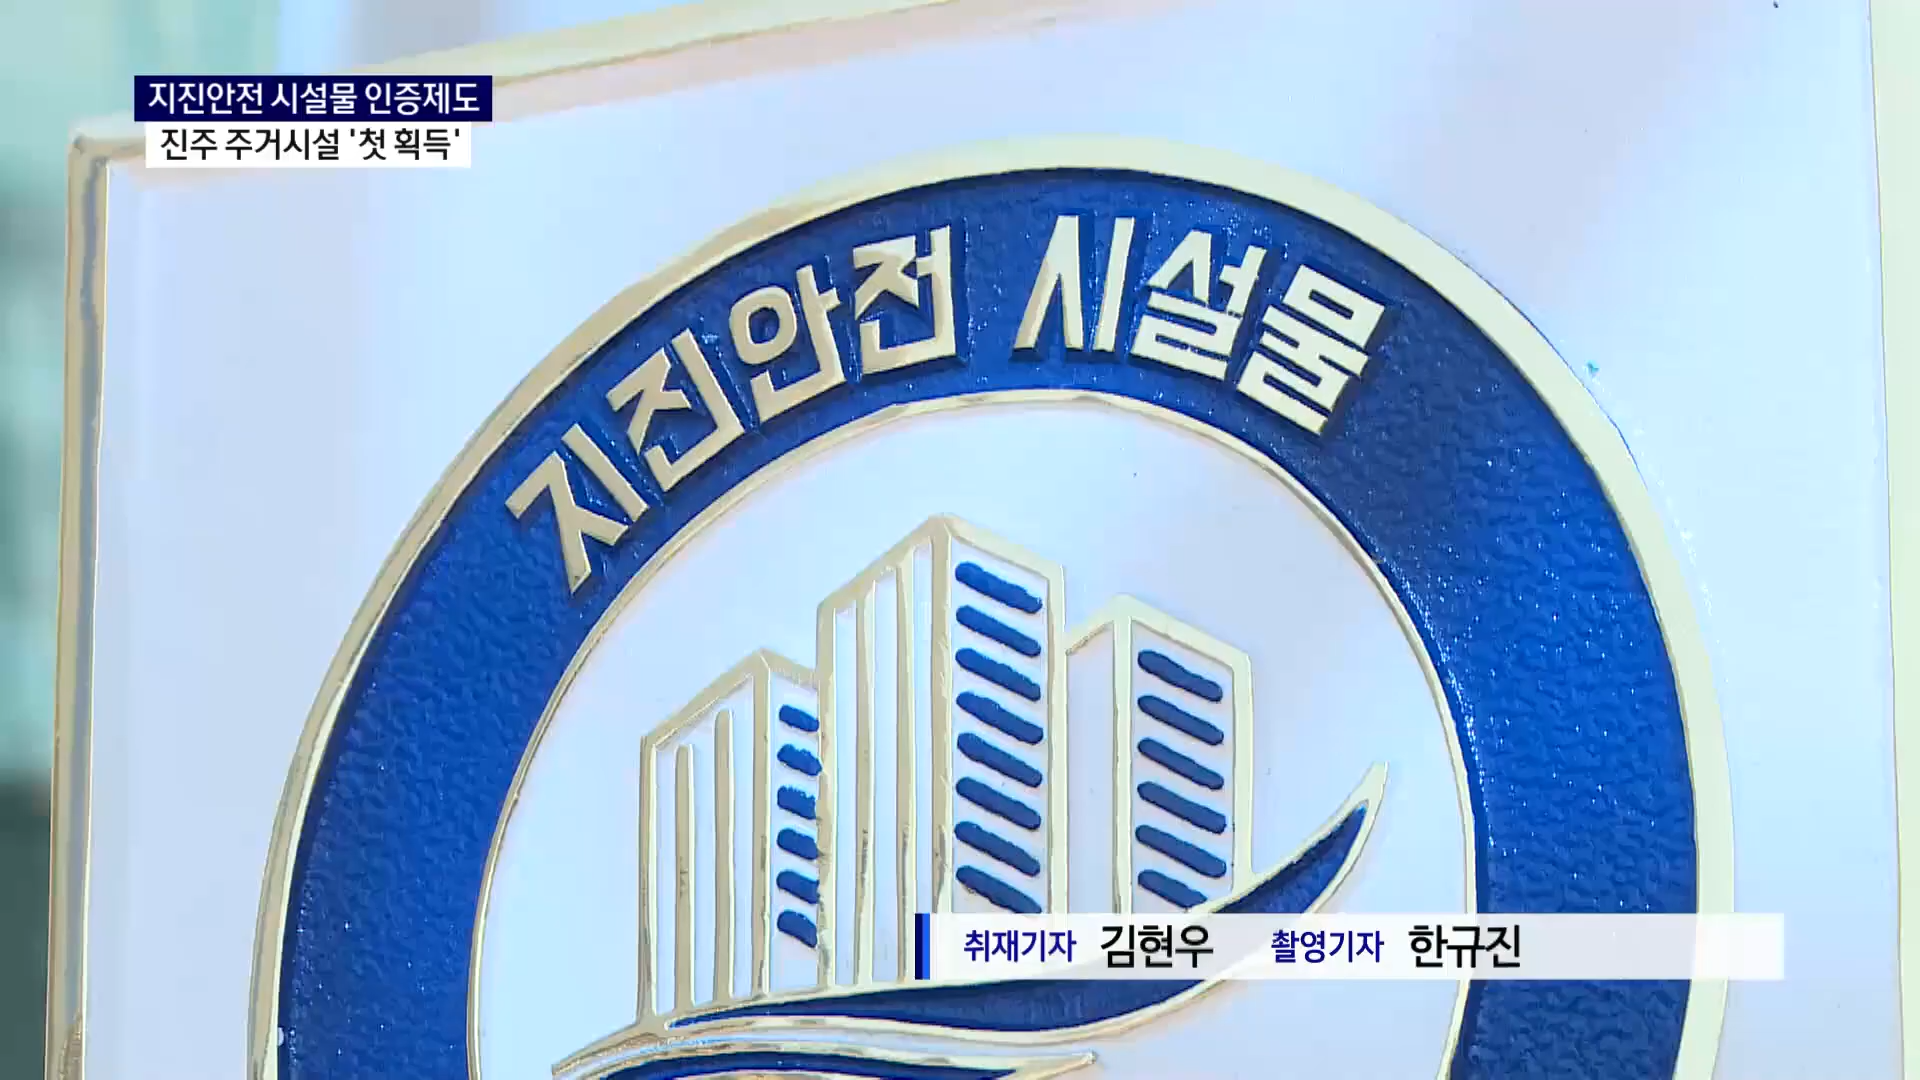 지진안전 시설물 인증제도
진주 주거시설 '첫 획득'
지진안전 시설물
취재기자 김현우 촬영기자 한규진